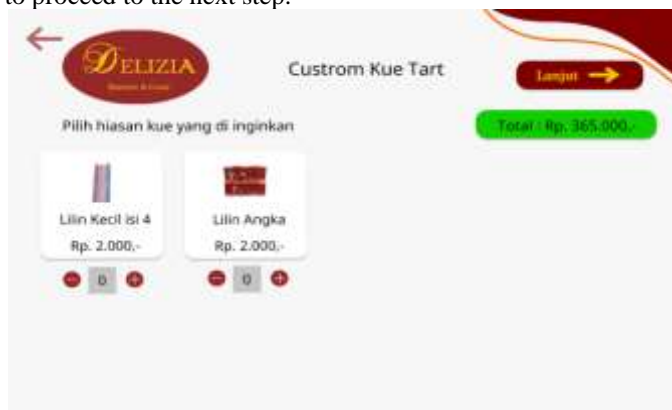 to proceed to the next step.
DELIZIA
Custrom Kue Tart
Lanjut
Pilih hiasan kue yang di inginkan
Total : Rp. 365.000,-
Lilin Kecil isi 4
Lilin Angka
Rp. 2.000,-
Rp. 2.000,-
0
0